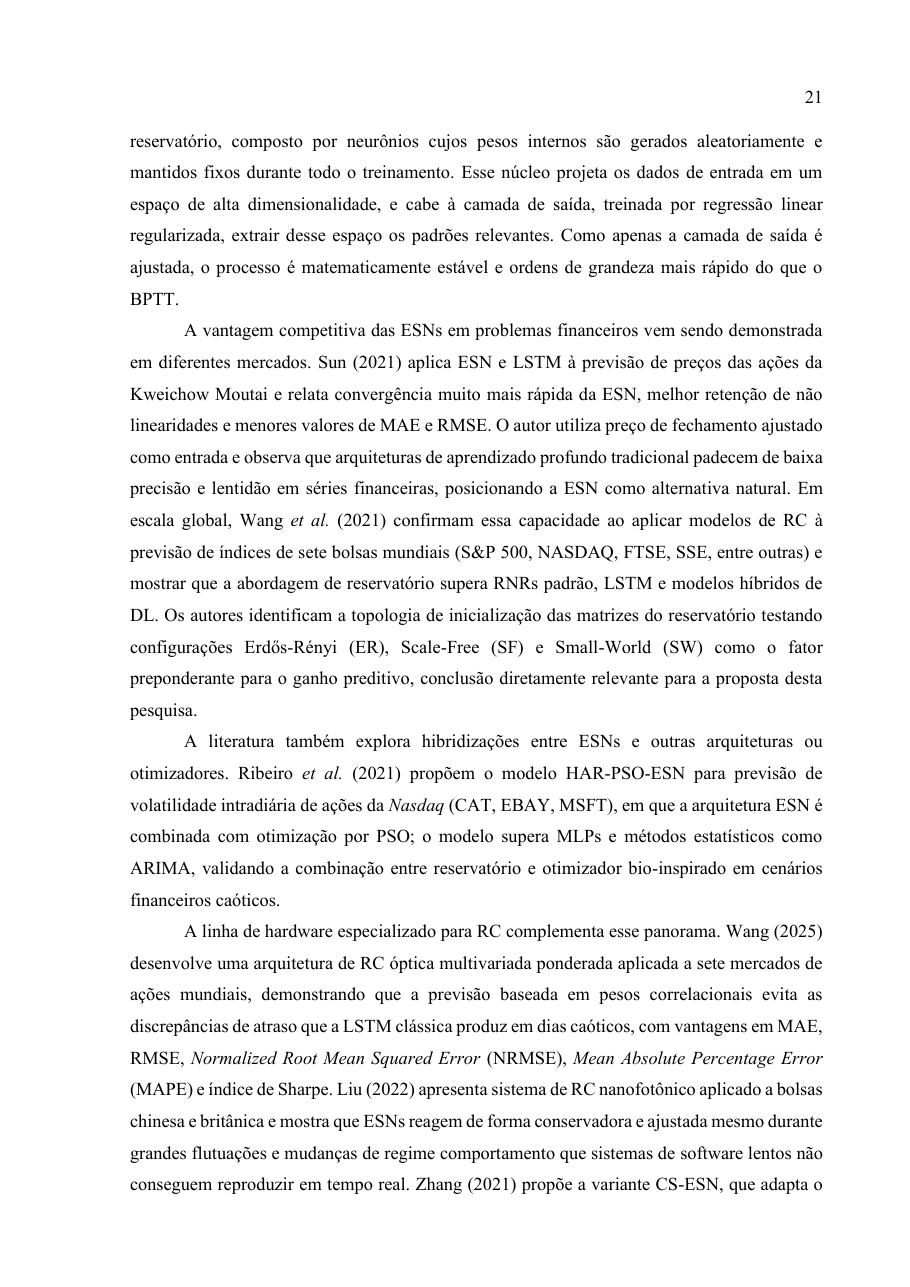 21
reservatório, composto por neurônios cujos pesos internos são gerados aleatoriamente e
mantidos fixos durante todo o treinamento. Esse núcleo projeta os dados de entrada em um
espaço de alta dimensionalidade, e cabe à camada de saída, treinada por regressão linear
regularizada, extrair desse espaço os padrões relevantes. Como apenas a camada de saída é
ajustada, o processo é matematicamente estável e ordens de grandeza mais rápido do que o
BPTT.
A vantagem competitiva das ESNs em problemas financeiros vem sendo demonstrada
em diferentes mercados. Sun (2021) aplica ESN e LSTM à previsão de preços das ações da
Kweichow Moutai e relata convergência muito mais rápida da ESN, melhor retenção de não
linearidades e menores valores de MAE e RMSE. O autor utiliza preço de fechamento ajustado
como entrada e observa que arquiteturas de aprendizado profundo tradicional padecem de baixa
precisão e lentidão em séries financeiras, posicionando a ESN como alternativa natural. Em
escala global, Wang et al. (2021) confirmam essa capacidade ao aplicar modelos de RC à
previsão de índices de sete bolsas mundiais (S&P 500, NASDAQ, FTSE, SSE, entre outras) e
mostrar que a abordagem de reservatório supera RNRs padrão, LSTM e modelos híbridos de
DL. Os autores identificam a topologia de inicialização das matrizes do reservatório testando
configurações Erdős-Rényi (ER), Scale-Free (SF) e Small-World (SW) como o fator
preponderante para o ganho preditivo, conclusão diretamente relevante para a proposta desta
pesquisa.
A literatura também explora hibridizações entre ESNs e outras arquiteturas ou
otimizadores. Ribeiro et al. (2021) propõem o modelo HAR-PSO-ESN para previsão de
volatilidade intradiária de ações da Nasdaq (CAT, EBAY, MSFT), em que a arquitetura ESN é
combinada com otimização por PSO; o modelo supera MLPs e métodos estatísticos como
ARIMA, validando a combinação entre reservatório e otimizador bio-inspirado em cenários
financeiros caóticos.
A linha de hardware especializado para RC complementa esse panorama. Wang (2025)
desenvolve uma arquitetura de RC óptica multivariada ponderada aplicada a sete mercados de
ações mundiais, demonstrando que a previsão baseada em pesos correlacionais evita as
discrepâncias de atraso que a LSTM clássica produz em dias caóticos, com vantagens em MAE,
RMSE, Normalized Root Mean Squared Error (NRMSE), Mean Absolute Percentage Error
(MAPE) e índice de Sharpe. Liu (2022) apresenta sistema de RC nanofotônico aplicado a bolsas
chinesa e britânica e mostra que ESNs reagem de forma conservadora e ajustada mesmo durante
grandes flutuações e mudanças de regime comportamento que sistemas de software lentos não
conseguem reproduzir em tempo real. Zhang (2021) propõe a variante CS-ESN, que adapta o